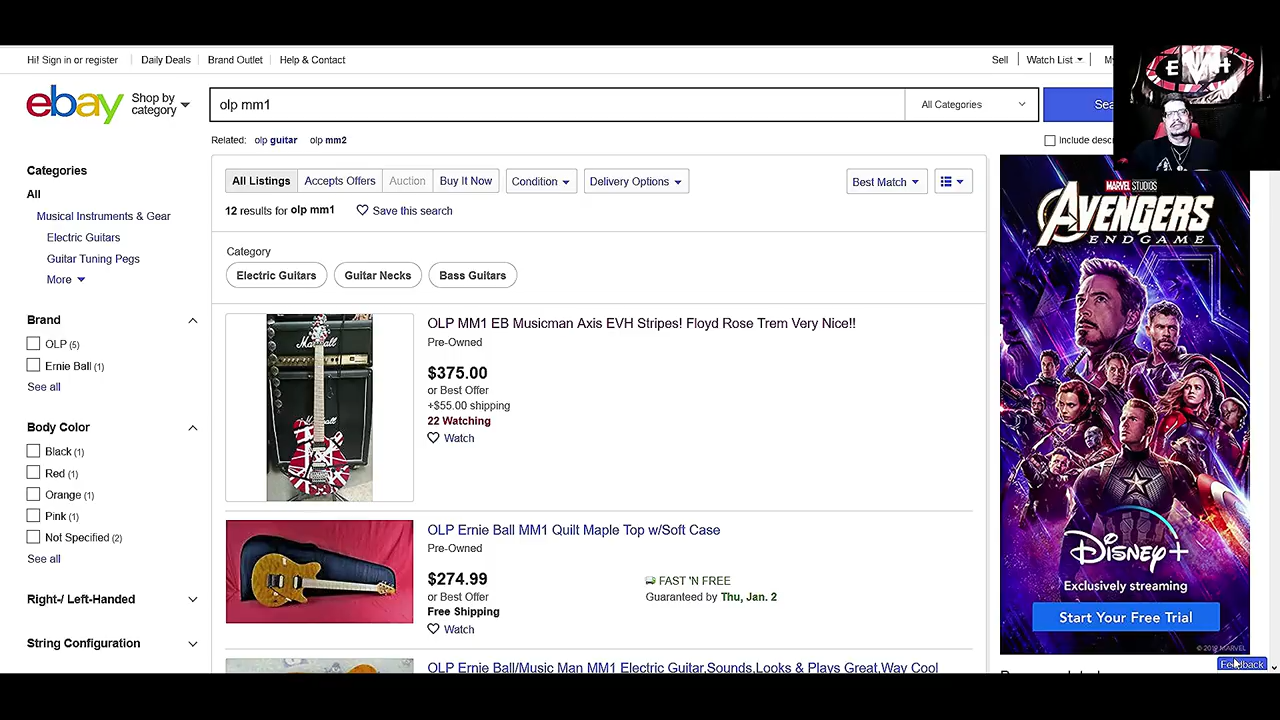 Hi! Sign in or register
Daily Deals
Brand Outlet
Help & Contact
Sell
Watch List
EVH
ebay
Shop by category
olp mm1
All Categories
Related: olp guitar olp mm2
Include desc
Categories
All
Musical Instruments & Gear
Electric Guitars
Guitar Tuning Pegs
More
Brand
OLP (5)
Ernie Ball (1)
See all
Body Color
Black (1)
Red (1)
Orange (1)
Pink (1)
Not Specified (2)
See all
Right-/ Left-Handed
String Configuration
All Listings
Accepts Offers
Auction
Buy It Now
Condition
Delivery Options
Best Match
12 results for olp mm1
Save this search
Category
Electric Guitars
Guitar Necks
Bass Guitars
Marshall
OLP MM1 EB Musicman Axis EVH Stripes! Floyd Rose Trem Very Nice!!
Pre-Owned
$375.00
or Best Offer
+$55.00 shipping
22 Watching
Watch
OLP Ernie Ball MM1 Quilt Maple Top w/Soft Case
Pre-Owned
$274.99
or Best Offer
Free Shipping
Watch
FAST 'N FREE
Guaranteed by Thu, Jan. 2
OLP Ernie Ball/Music Man MM1 Electric Guitar,Sounds,Looks & Plays Great,Way Cool
MARVEL STUDIOS
AVENGERS
ENDGAME
Disney+
Exclusively streaming
Start Your Free Trial
© 2019 MARVEL
Feedback